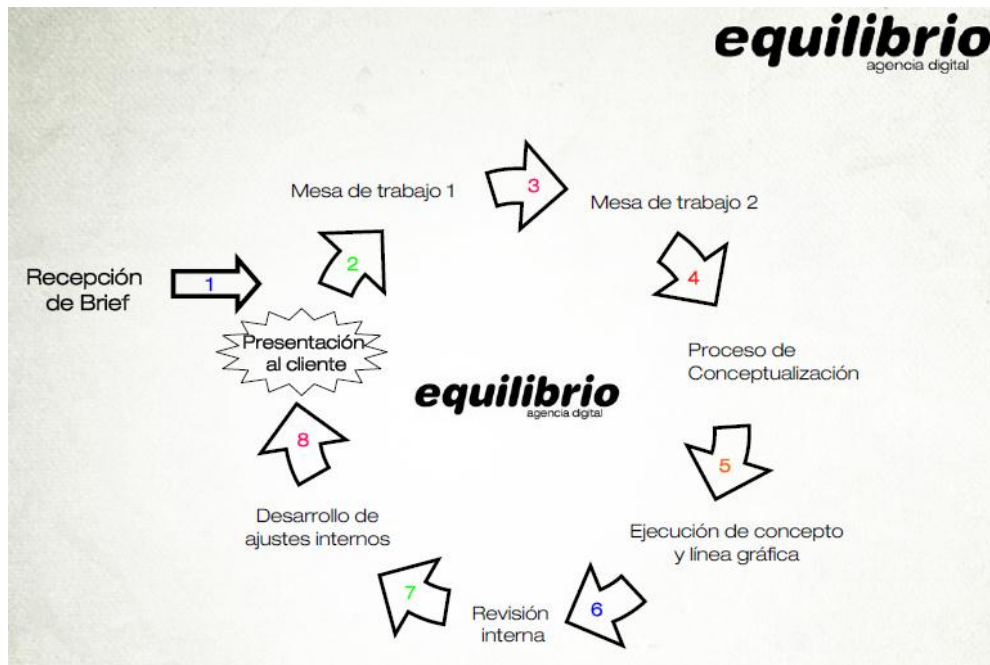 equilibrio
agencia digital
Recepción
de Brief
1
2
Mesa de trabajo 1
3
Mesa de trabajo 2
4
Proceso de
Conceptualización
5
Ejecución de concepto
y línea gráfica
6
Revisión
interna
7
Desarrollo de
ajustes internos
8
Presentación
al cliente
equilibrio
agencia digital